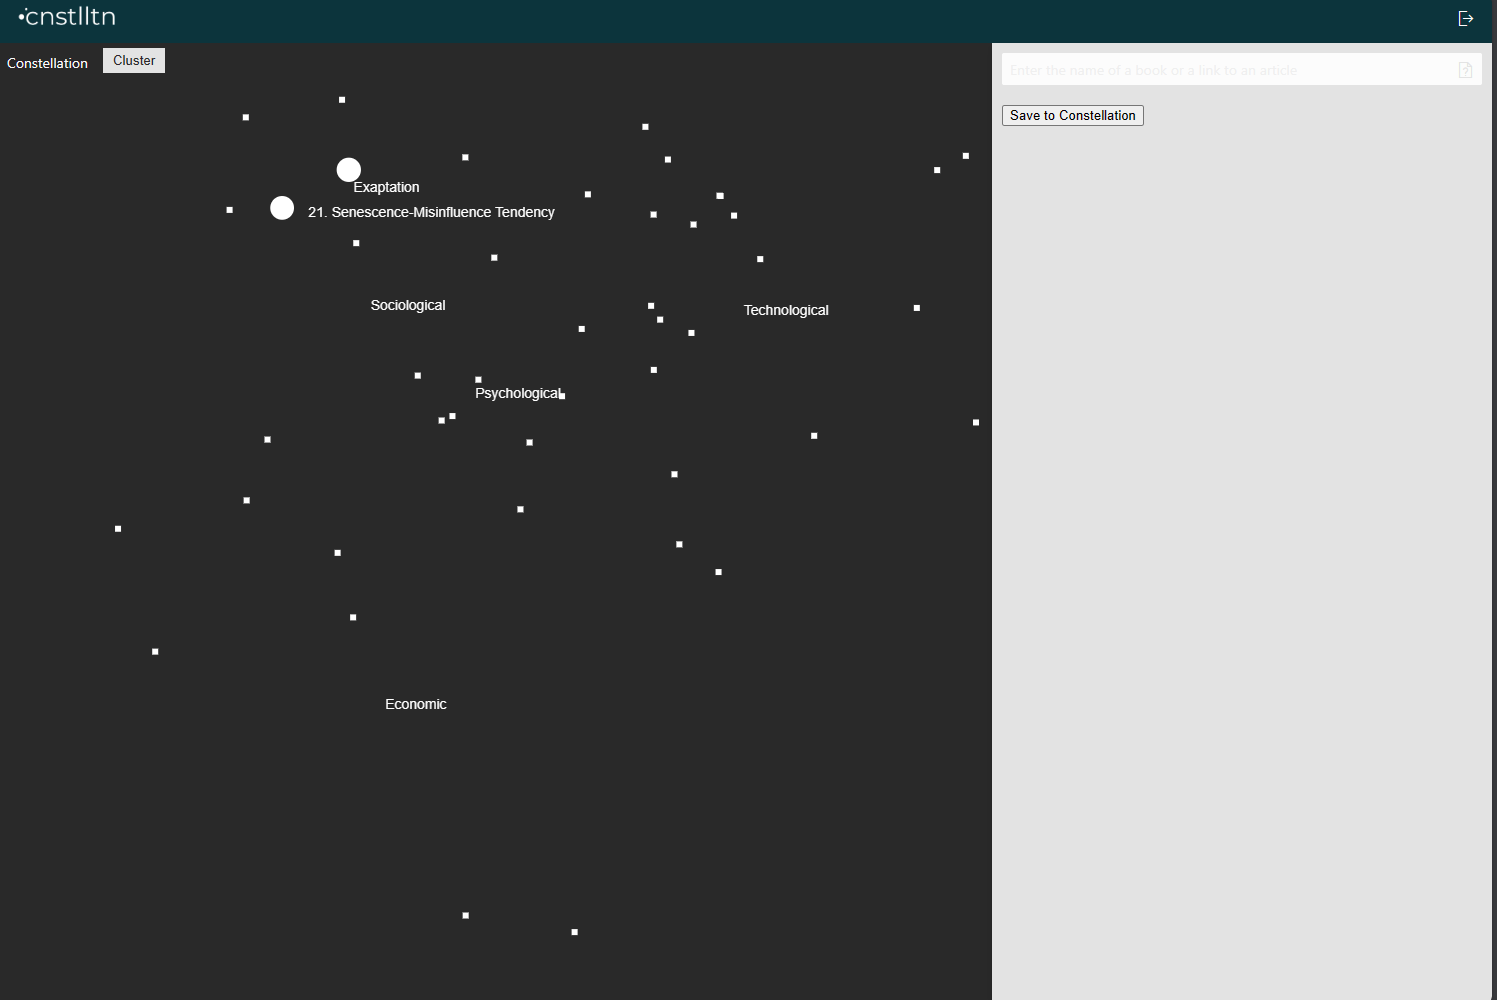 cnstlltn
Constellation
Cluster
Enter the name of a book or a link to an article
Save to Constellation
Exaptation
21. Senescence-Misinfluence Tendency
Sociological
Technological
Psychological
Economic